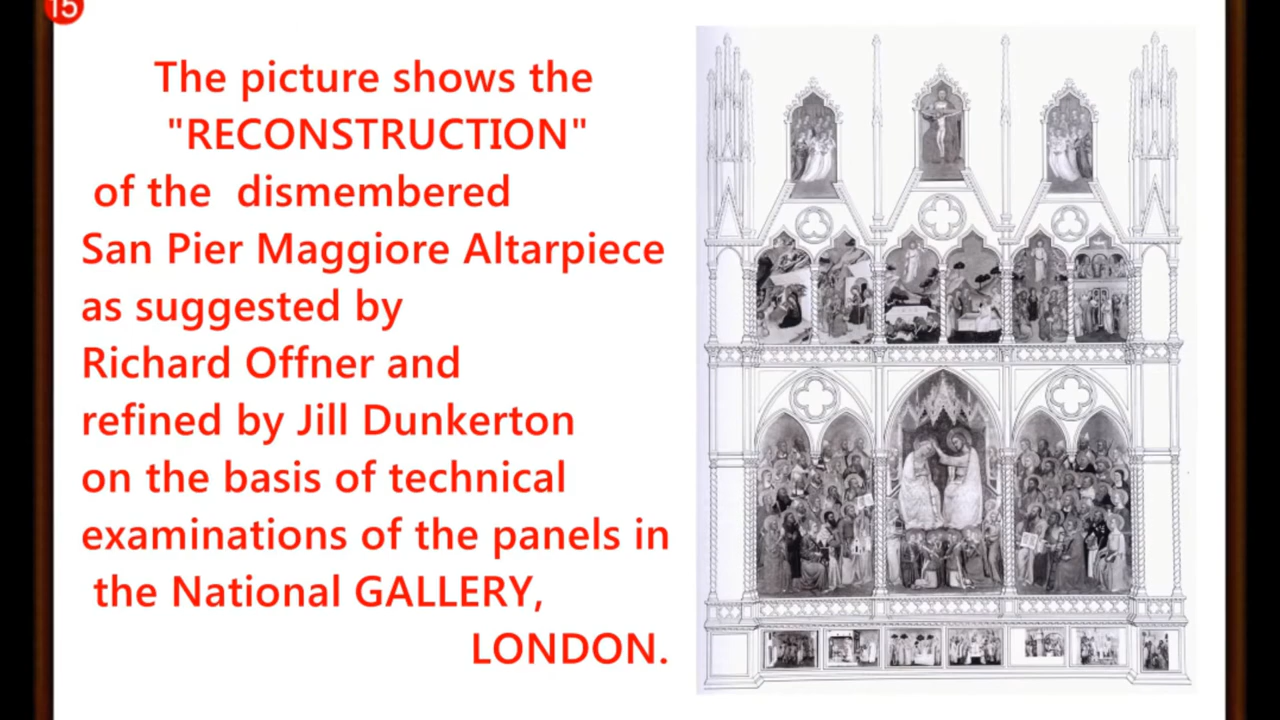 15
The picture shows the
"RECONSTRUCTION"
of the dismembered
San Pier Maggiore Altarpiece
as suggested by
Richard Offner and
refined by Jill Dunkerton
on the basis of technical
examinations of the panels in
the National GALLERY,
LONDON.